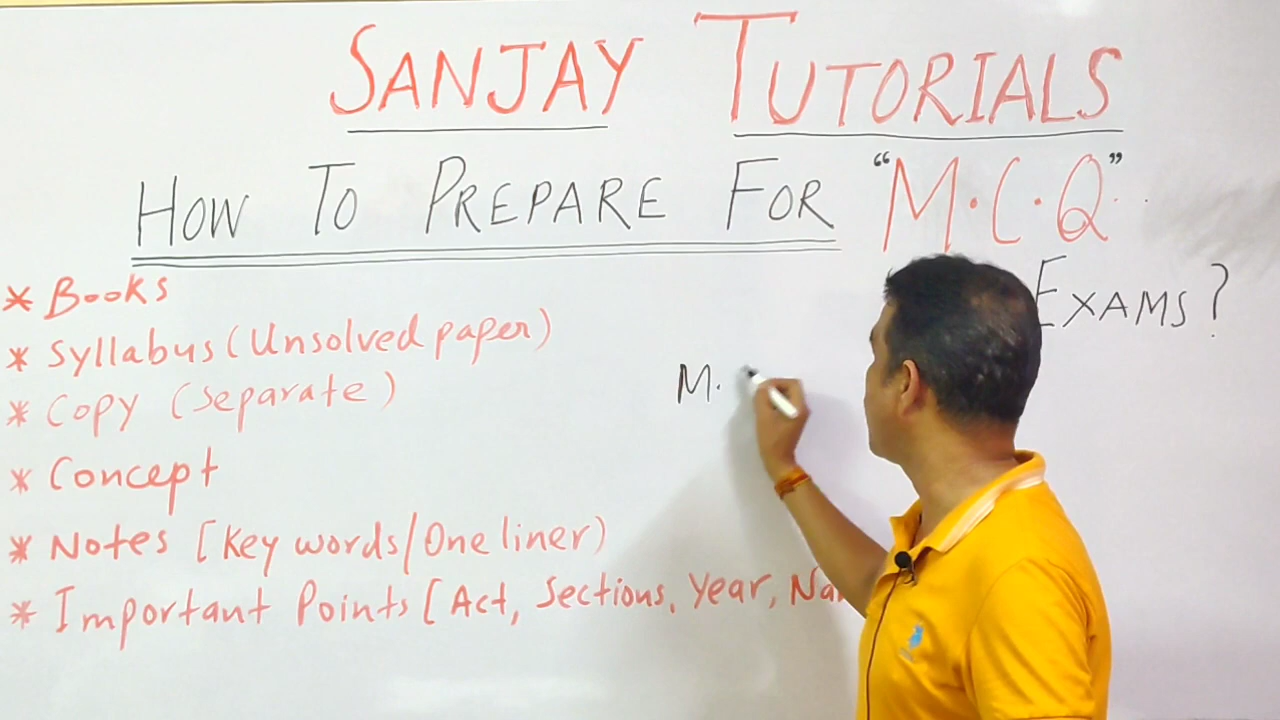 SANJAY TUTORIALS
HOW TO PREPARE FOR "M.C.Q"
EXAMS?
* Books
* Syllabus (Unsolved paper)
* Copy (Separate)
* Concept
* Notes [Key words/One liner)
* Important Points [Act, Sections, Year,
M.